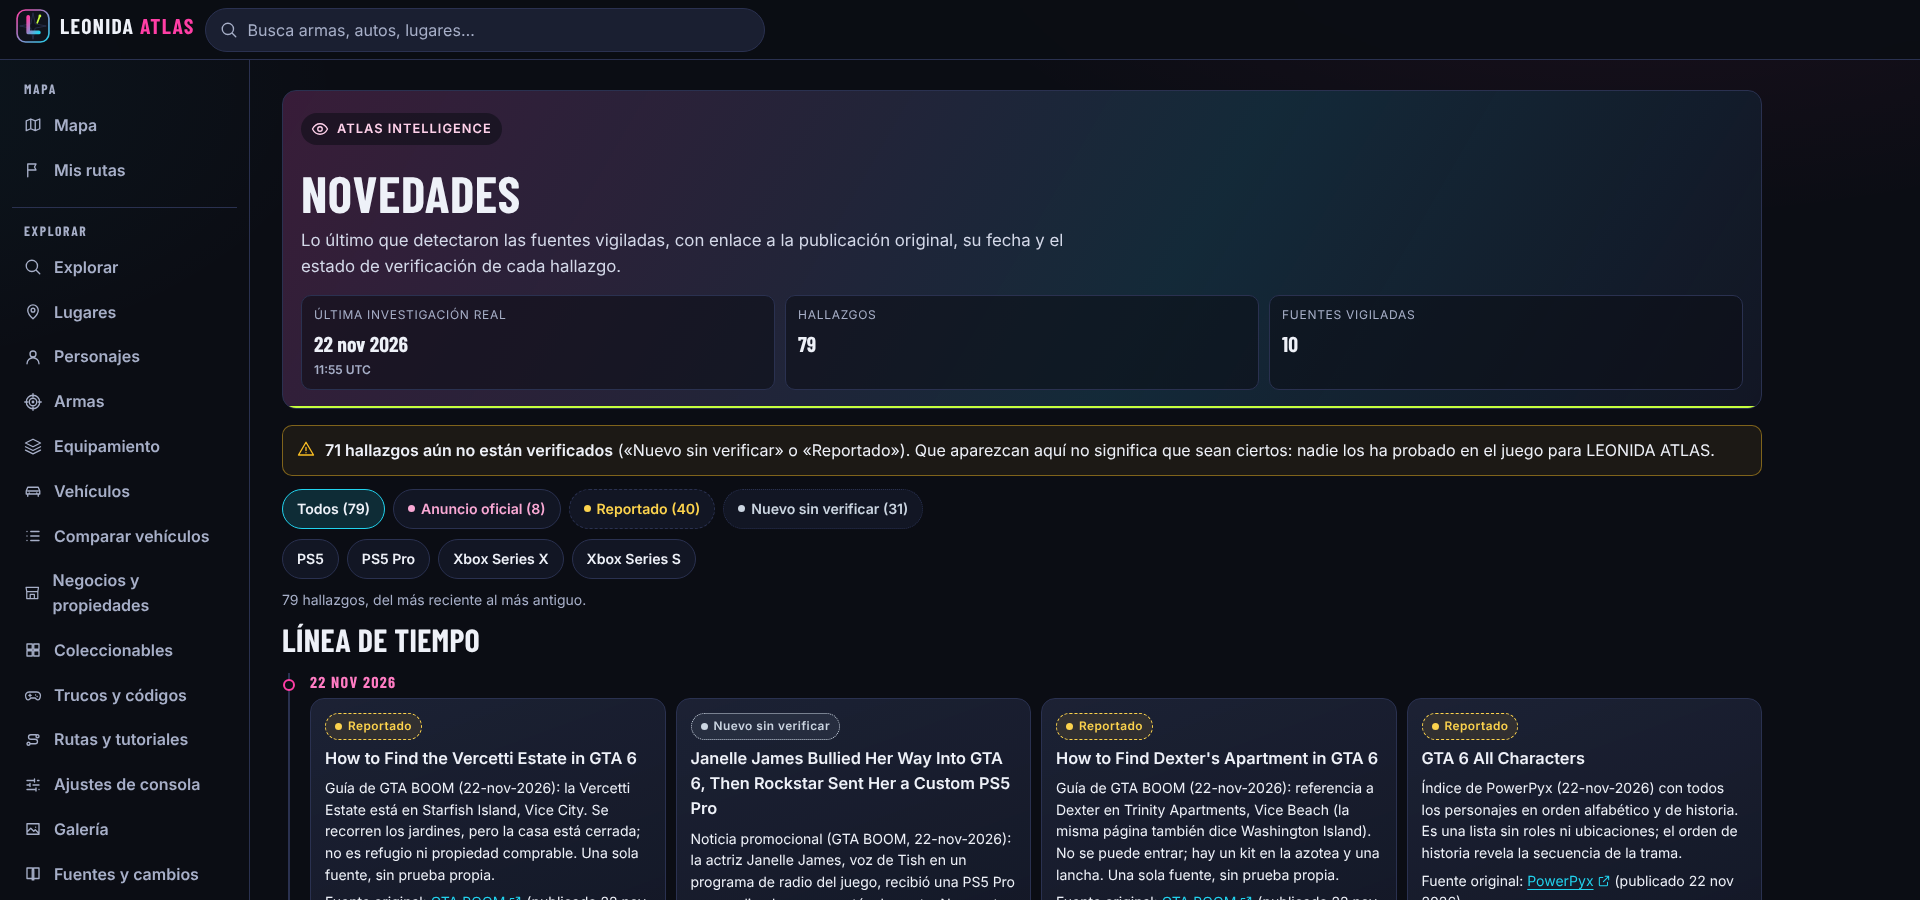 LEONIDA ATLAS
Busca armas, autos, lugares...
MAPA
Mapa
Mis rutas
EXPLORAR
Explorar
Lugares
Personajes
Armas
Equipamiento
Vehículos
Comparar vehículos
Negocios y
propiedades
Coleccionables
Trucos y códigos
Rutas y tutoriales
Ajustes de consola
Galería
Fuentes y cambios
ATLAS INTELLIGENCE
NOVEDADES
Lo último que detectaron las fuentes vigiladas, con enlace a la publicación original, su fecha y el
estado de verificación de cada hallazgo.
ÚLTIMA INVESTIGACIÓN REAL
22 nov 2026
11:55 UTC
HALLAZGOS
79
FUENTES VIGILADAS
10
71 hallazgos aún no están verificados («Nuevo sin verificar» o «Reportado»). Que aparezcan aquí no significa que sean ciertos: nadie los ha probado en el juego para LEONIDA ATLAS.
Todos (79)
Anuncio oficial (8)
Reportado (40)
Nuevo sin verificar (31)
PS5
PS5 Pro
Xbox Series X
Xbox Series S
79 hallazgos, del más reciente al más antiguo.
LÍNEA DE TIEMPO
22 NOV 2026
Reportado
How to Find the Vercetti Estate in GTA 6
Guía de GTA BOOM (22-nov-2026): la Vercetti
Estate está en Starfish Island, Vice City. Se
recorren los jardines, pero la casa está cerrada;
no es refugio ni propiedad comprable. Una sola
fuente, sin prueba propia.
Fuente original: GTA BOOM (publicado 22 nov
Nuevo sin verificar
Janelle James Bullied Her Way Into GTA
6, Then Rockstar Sent Her a Custom PS5
Pro
Noticia promocional (GTA BOOM, 22-nov-2026):
la actriz Janelle James, voz de Tish en un
programa de radio del juego, recibió una PS5 Pro
Reportado
How to Find Dexter's Apartment in GTA 6
Guía de GTA BOOM (22-nov-2026): referencia a
Dexter en Trinity Apartments, Vice Beach (la
misma página también dice Washington Island).
No se puede entrar; hay un kit en la azotea y una
lancha. Una sola fuente, sin prueba propia.
Fuente original: GTA BOOM (publicado 22 nov
Reportado
GTA 6 All Characters
Índice de PowerPyx (22-nov-2026) con todos
los personajes en orden alfabético y de historia.
Es una lista sin roles ni ubicaciones; el orden de
historia revela la secuencia de la trama.
Fuente original: PowerPyx (publicado 22 nov
2026)